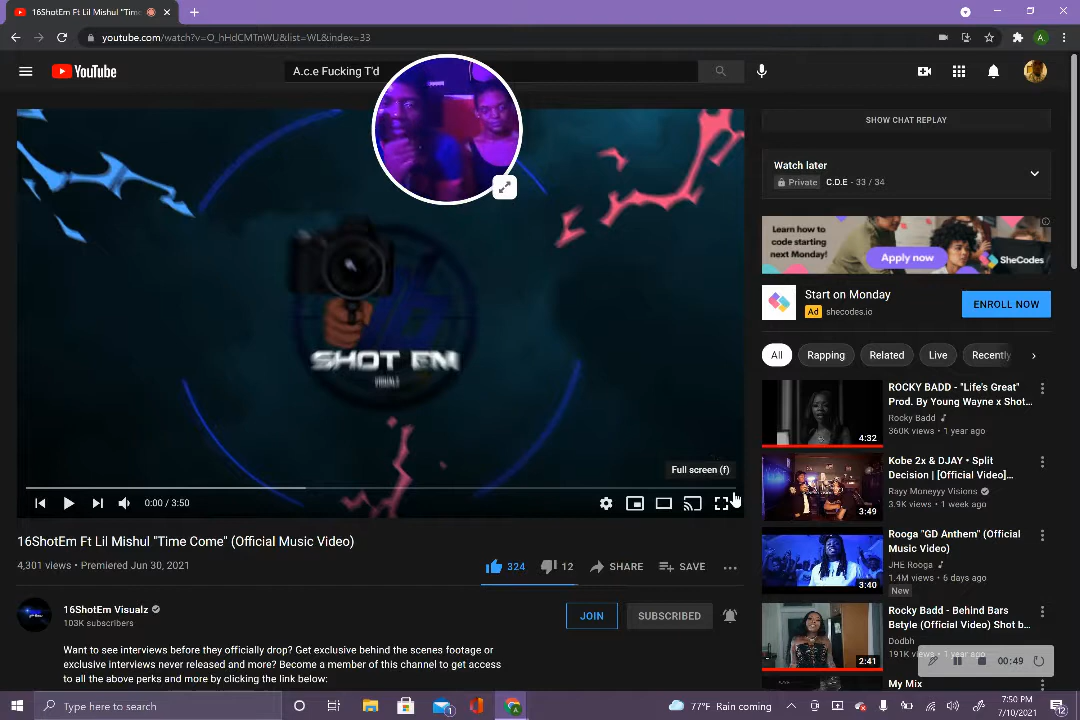 16ShotEm Ft Lil Mishul "Time
youtube.com/watch?v=O_hHdCMTnWU&list=WL&index=33
A
YouTube
A.c.e Fucking T'd
SHOW CHAT REPLAY
Watch later
Private C.D.E - 33 / 34
Learn how to
code starting
next Monday!
Apply now
SheCodes
Start on Monday
Ad shecodes.io
ENROLL NOW
SHOT EM
VISUALS
All Rapping Related Live Recently
ROCKY BADD - "Life's Great"
Prod. By Young Wayne x Shot...
Rocky Badd
360K views • 1 year ago
4:32
Kobe 2x & DJAY • Split
Decision | [Official Video]...
Rayy Moneyyy Visions
3.9K views • 1 week ago
3:49
Full screen (f)
0:00 / 3:50
Rooga "GD Anthem" (Official
Music Video)
JHE Rooga
1.4M views • 6 days ago
New
3:40
16ShotEm Ft Lil Mishul "Time Come" (Official Music Video)
4,301 views • Premiered Jun 30, 2021
324 12 SHARE SAVE
16ShotEm Visualz
103K subscribers
JOIN SUBSCRIBED
Rocky Badd - Behind Bars
Bstyle (Official Video) Shot b...
Dodbh
191K
2:41
00:49
My Mix
Want to see interviews before they officially drop? Get exclusive behind the scenes footage or
exclusive interviews never released and more? Become a member of this channel to get access
to all the above perks and more by clicking the link below:
Type here to search
1
77°F Rain coming
7:50 PM
7/10/2021
12